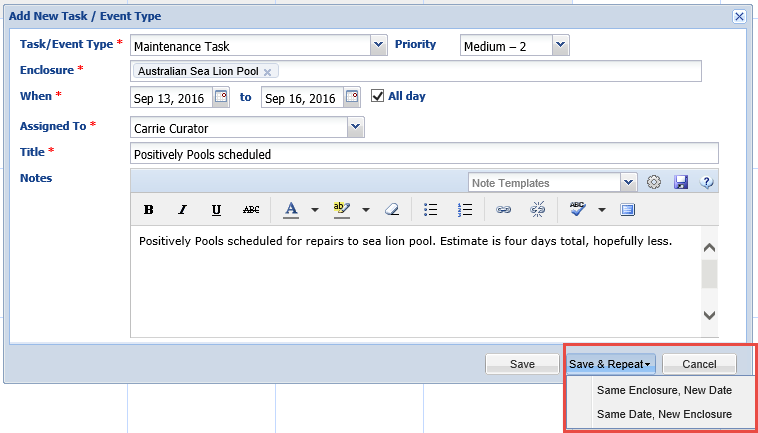 Add New Task / Event Type
Task/Event Type * Maintenance Task Priority Medium – 2
Enclosure * Australian Sea Lion Pool x
When * Sep 13, 2016 to Sep 16, 2016 All day
Assigned To * Carrie Curator
Title * Positively Pools scheduled
Notes Note Templates
B I U ABC A ab ABC
Positively Pools scheduled for repairs to sea lion pool. Estimate is four days total, hopefully less.
Save Save & Repeat Cancel
Same Enclosure, New Date
Same Date, New Enclosure